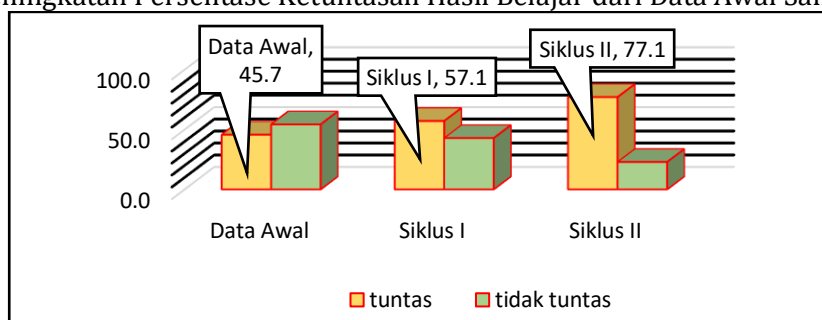 ningkatan Persentase Ketuntasan Hasil Belajar dari Data Awal
Data Awal,
45.7
Siklus I, 57.1
Siklus II, 77.1
100.0
50.0
0.0
Data Awal
Siklus I
Siklus II
tuntas
tidak tuntas